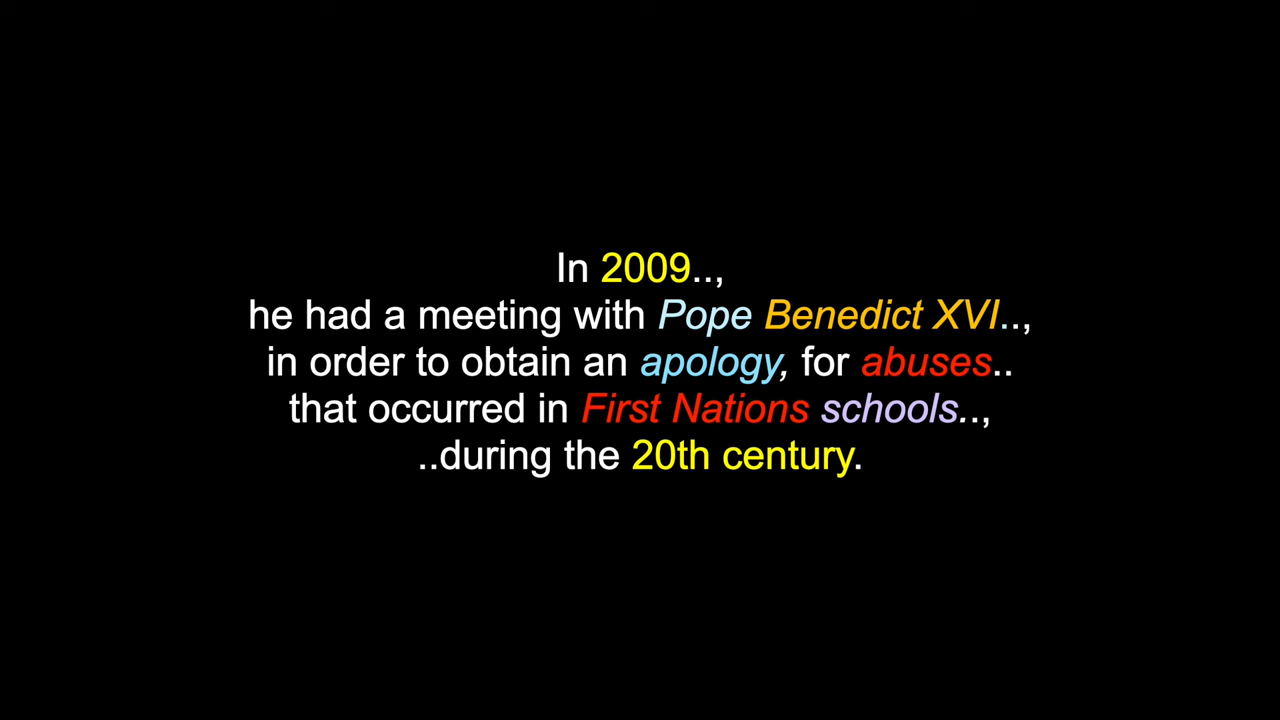 In 2009..,
he had a meeting with Pope Benedict XVI..,
in order to obtain an apology, for abuses..
that occurred in First Nations schools..,
..during the 20th century.